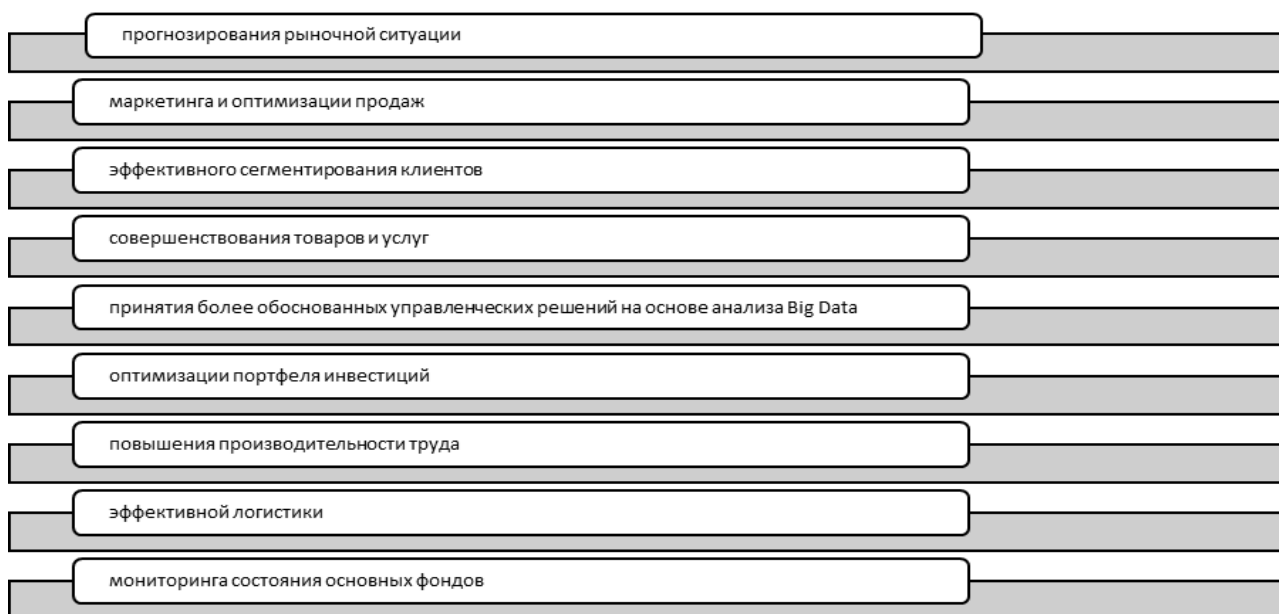 прогнозирования рыночной ситуации
маркетинга и оптимизации продаж
эффективного сегментирования клиентов
совершенствования товаров и услуг
принятия более обоснованных управленческих решений на основе анализа Big Data
оптимизации портфеля инвестиций
повышения производительности труда
эффективной логистики
мониторинга состояния основных фондов